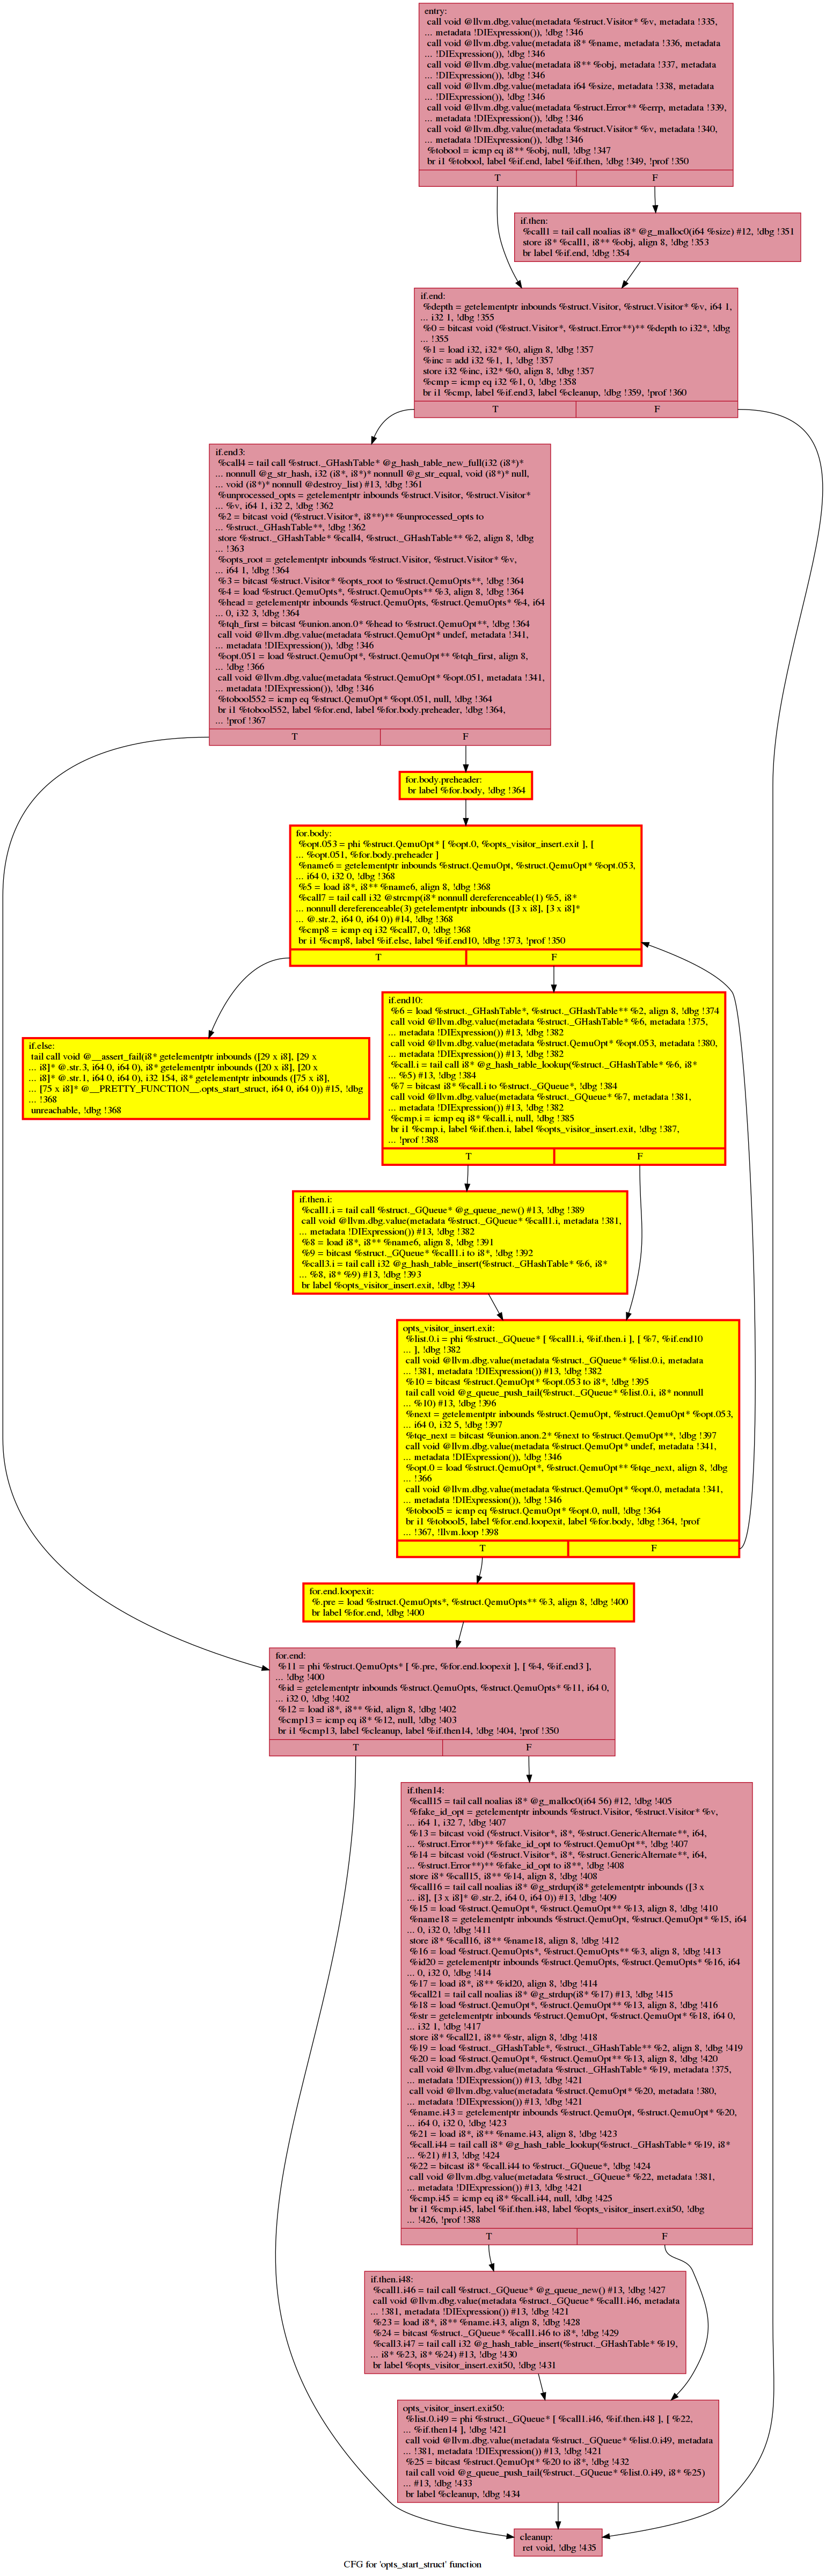 entry:
call void @llvm.dbg.value(metadata %struct.Visitor* %v, metadata !335,
... metadata !DIExpression()), !dbg !346
call void @llvm.dbg.value(metadata i8* %name, metadata !336, metadata
... !DIExpression()), !dbg !346
call void @llvm.dbg.value(metadata i8** %obj, metadata !337, metadata
... !DIExpression()), !dbg !346
call void @llvm.dbg.value(metadata i64 %size, metadata !338, metadata
... !DIExpression()), !dbg !346
call void @llvm.dbg.value(metadata %struct.Error** %errp, metadata !339,
... metadata !DIExpression()), !dbg !346
call void @llvm.dbg.value(metadata %struct.Visitor* %v, metadata !340,
... metadata !DIExpression()), !dbg !346
%tobool = icmp eq i8** %obj, null, !dbg !347
br i1 %tobool, label %if.end, label %if.then, !dbg !349, !prof !350
T F
if.then:
%call1 = tail call noalias i8* @g_malloc0(i64 %size) #12, !dbg !351
store i8* %call1, i8** %obj, align 8, !dbg !353
br label %if.end, !dbg !354
if.end:
%depth = getelementptr inbounds %struct.Visitor, %struct.Visitor* %v, i64 1,
... i32 1, !dbg !355
%0 = bitcast void (%struct.Visitor*, %struct.Error**)** %depth to i32*, !dbg
... !355
%1 = load i32, i32* %0, align 8, !dbg !357
%inc = add i32 %1, 1, !dbg !357
store i32 %inc, i32* %0, align 8, !dbg !357
%cmp = icmp eq i32 %1, 0, !dbg !358
br i1 %cmp, label %if.end3, label %cleanup, !dbg !359, !prof !360
T F
if.end3:
%call4 = tail call %struct._GHashTable* @g_hash_table_new_full(i32 (i8*)*
... nonnull @g_str_hash, i32 (i8*, i8*)* nonnull @g_str_equal, void (i8*)* null,
... void (i8*)* nonnull @destroy_list) #13, !dbg !361
%unprocessed_opts = getelementptr inbounds %struct.Visitor, %struct.Visitor*
... %v, i64 1, i32 2, !dbg !362
%2 = bitcast void (%struct.Visitor*, i8**)** %unprocessed_opts to
... %struct._GHashTable**, !dbg !362
store %struct._GHashTable* %call4, %struct._GHashTable** %2, align 8, !dbg
... !363
%opts_root = getelementptr inbounds %struct.Visitor, %struct.Visitor* %v,
... i64 1, !dbg !364
%3 = bitcast %struct.Visitor* %opts_root to %struct.QemuOpts**, !dbg !364
%4 = load %struct.QemuOpts*, %struct.QemuOpts** %3, align 8, !dbg !364
%head = getelementptr inbounds %struct.QemuOpts, %struct.QemuOpts* %4, i64
... 0, i32 3, !dbg !364
%tqh_first = bitcast %union.anon.0* %head to %struct.QemuOpt**, !dbg !364
call void @llvm.dbg.value(metadata %struct.QemuOpt* undef, metadata !341,
... metadata !DIExpression()), !dbg !346
%opt.051 = load %struct.QemuOpt*, %struct.QemuOpt** %tqh_first, align 8,
... !dbg !366
call void @llvm.dbg.value(metadata %struct.QemuOpt* %opt.051, metadata !341,
... metadata !DIExpression()), !dbg !346
%tobool552 = icmp eq %struct.QemuOpt* %opt.051, null, !dbg !364
br i1 %tobool552, label %for.end, label %for.body.preheader, !dbg !364,
... !prof !367
T F
for.body.preheader:
br label %for.body, !dbg !364
for.body:
%opt.053 = phi %struct.QemuOpt* [ %opt.0, %opts_visitor_insert.exit ], [
... %opt.051, %for.body.preheader ]
%name6 = getelementptr inbounds %struct.QemuOpt, %struct.QemuOpt* %opt.053,
... i64 0, i32 0, !dbg !368
%5 = load i8*, i8** %name6, align 8, !dbg !368
%call7 = tail call i32 @strcmp(i8* nonnull dereferenceable(1) %5, i8*
... nonnull dereferenceable(3) getelementptr inbounds ([3 x i8], [3 x i8]*
... @.str.2, i64 0, i64 0)) #14, !dbg !368
%cmp8 = icmp eq i32 %call7, 0, !dbg !368
br i1 %cmp8, label %if.else, label %if.end10, !dbg !373, !prof !350
T F
if.end10:
%6 = load %struct._GHashTable*, %struct._GHashTable** %2, align 8, !dbg !374
call void @llvm.dbg.value(metadata %struct._GHashTable* %6, metadata !375,
... metadata !DIExpression()) #13, !dbg !382
call void @llvm.dbg.value(metadata %struct.QemuOpt* %opt.053, metadata !380,
... metadata !DIExpression()) #13, !dbg !382
%call.i = tail call i8* @g_hash_table_lookup(%struct._GHashTable* %6, i8*
... %5) #13, !dbg !384
%7 = bitcast i8* %call.i to %struct._GQueue*, !dbg !384
call void @llvm.dbg.value(metadata %struct._GQueue* %7, metadata !381,
... metadata !DIExpression()) #13, !dbg !382
%cmp.i = icmp eq i8* %call.i, null, !dbg !385
br i1 %cmp.i, label %if.then.i, label %opts_visitor_insert.exit, !dbg !387,
... !prof !388
T F
if.else:
tail call void @__assert_fail(i8* getelementptr inbounds ([29 x i8], [29 x
... i8]* @.str.3, i64 0, i64 0), i8* getelementptr inbounds ([20 x i8], [20 x
... i8]* @.str.1, i64 0, i64 0), i32 154, i8* getelementptr inbounds ([75 x i8],
... [75 x i8]* @__PRETTY_FUNCTION__.opts_start_struct, i64 0, i64 0)) #15, !dbg
... !368
unreachable, !dbg !368
if.then.i:
%call1.i = tail call %struct._GQueue* @g_queue_new() #13, !dbg !389
call void @llvm.dbg.value(metadata %struct._GQueue* %call1.i, metadata !381,
... metadata !DIExpression()) #13, !dbg !382
%8 = load i8*, i8** %name6, align 8, !dbg !391
%9 = bitcast %struct._GQueue* %call1.i to i8*, !dbg !392
%call3.i = tail call i32 @g_hash_table_insert(%struct._GHashTable* %6, i8*
... %8, i8* %9) #13, !dbg !393
br label %opts_visitor_insert.exit, !dbg !394
opts_visitor_insert.exit:
%list.0.i = phi %struct._GQueue* [ %call1.i, %if.then.i ], [ %7, %if.end10
... ], !dbg !382
call void @llvm.dbg.value(metadata %struct._GQueue* %list.0.i, metadata
... !381, metadata !DIExpression()) #13, !dbg !382
%10 = bitcast %struct.QemuOpt* %opt.053 to i8*, !dbg !395
tail call void @g_queue_push_tail(%struct._GQueue* %list.0.i, i8* nonnull
... %10) #13, !dbg !396
%next = getelementptr inbounds %struct.QemuOpt, %struct.QemuOpt* %opt.053,
... i64 0, i32 5, !dbg !397
%tqe_next = bitcast %union.anon.2* %next to %struct.QemuOpt**, !dbg !397
call void @llvm.dbg.value(metadata %struct.QemuOpt* undef, metadata !341,
... metadata !DIExpression()), !dbg !346
%opt.0 = load %struct.QemuOpt*, %struct.QemuOpt** %tqe_next, align 8, !dbg
... !366
call void @llvm.dbg.value(metadata %struct.QemuOpt* %opt.0, metadata !341,
... metadata !DIExpression()), !dbg !346
%tobool5 = icmp eq %struct.QemuOpt* %opt.0, null, !dbg !364
br i1 %tobool5, label %for.end.loopexit, label %for.body, !dbg !364, !prof
... !367, !llvm.loop !398
T F
for.end.loopexit:
%.pre = load %struct.QemuOpts*, %struct.QemuOpts** %3, align 8, !dbg !400
br label %for.end, !dbg !400
for.end:
%11 = phi %struct.QemuOpts* [ %.pre, %for.end.loopexit ], [ %4, %if.end3 ],
... !dbg !400
%id = getelementptr inbounds %struct.QemuOpts, %struct.QemuOpts* %11, i64 0,
... i32 0, !dbg !402
%12 = load i8*, i8** %id, align 8, !dbg !402
%cmp13 = icmp eq i8* %12, null, !dbg !403
br i1 %cmp13, label %cleanup, label %if.then14, !dbg !404, !prof !350
T F
if.then14:
%call15 = tail call noalias i8* @g_malloc0(i64 56) #12, !dbg !405
%fake_id_opt = getelementptr inbounds %struct.Visitor, %struct.Visitor* %v,
... i64 1, i32 7, !dbg !407
%13 = bitcast void (%struct.Visitor*, i8*, %struct.GenericAlternate**, i64,
... %struct.Error**)** %fake_id_opt to %struct.QemuOpt**, !dbg !407
%14 = bitcast void (%struct.Visitor*, i8*, %struct.GenericAlternate**, i64,
... %struct.Error**)** %fake_id_opt to i8**, !dbg !408
store i8* %call15, i8** %14, align 8, !dbg !408
%call16 = tail call noalias i8* @g_strdup(i8* getelementptr inbounds ([3 x
... i8], [3 x i8]* @.str.2, i64 0, i64 0)) #13, !dbg !409
%15 = load %struct.QemuOpt*, %struct.QemuOpt** %13, align 8, !dbg !410
%name18 = getelementptr inbounds %struct.QemuOpt, %struct.QemuOpt* %15, i64
... 0, i32 0, !dbg !411
store i8* %call16, i8** %name18, align 8, !dbg !412
%16 = load %struct.QemuOpts*, %struct.QemuOpts** %3, align 8, !dbg !413
%id20 = getelementptr inbounds %struct.QemuOpts, %struct.QemuOpts* %16, i64
... 0, i32 0, !dbg !414
%17 = load i8*, i8** %id20, align 8, !dbg !414
%call21 = tail call noalias i8* @g_strdup(i8* %17) #13, !dbg !415
%18 = load %struct.QemuOpt*, %struct.QemuOpt** %13, align 8, !dbg !416
%str = getelementptr inbounds %struct.QemuOpt, %struct.QemuOpt* %18, i64 0,
... i32 1, !dbg !417
store i8* %call21, i8** %str, align 8, !dbg !418
%19 = load %struct._GHashTable*, %struct._GHashTable** %2, align 8, !dbg !419
%20 = load %struct.QemuOpt*, %struct.QemuOpt** %13, align 8, !dbg !420
call void @llvm.dbg.value(metadata %struct._GHashTable* %19, metadata !375,
... metadata !DIExpression()) #13, !dbg !421
call void @llvm.dbg.value(metadata %struct.QemuOpt* %20, metadata !380,
... metadata !DIExpression()) #13, !dbg !421
%name.i43 = getelementptr inbounds %struct.QemuOpt, %struct.QemuOpt* %20,
... i64 0, i32 0, !dbg !423
%21 = load i8*, i8** %name.i43, align 8, !dbg !423
%call.i44 = tail call i8* @g_hash_table_lookup(%struct._GHashTable* %19, i8*
... %21) #13, !dbg !424
%22 = bitcast i8* %call.i44 to %struct._GQueue*, !dbg !424
call void @llvm.dbg.value(metadata %struct._GQueue* %22, metadata !381,
... metadata !DIExpression()) #13, !dbg !421
%cmp.i45 = icmp eq i8* %call.i44, null, !dbg !425
br i1 %cmp.i45, label %if.then.i48, label %opts_visitor_insert.exit50, !dbg
... !426, !prof !388
T F
if.then.i48:
%call1.i46 = tail call %struct._GQueue* @g_queue_new() #13, !dbg !427
call void @llvm.dbg.value(metadata %struct._GQueue* %call1.i46, metadata
... !381, metadata !DIExpression()) #13, !dbg !421
%23 = load i8*, i8** %name.i43, align 8, !dbg !428
%24 = bitcast %struct._GQueue* %call1.i46 to i8*, !dbg !429
%call3.i47 = tail call i32 @g_hash_table_insert(%struct._GHashTable* %19,
... i8* %23, i8* %24) #13, !dbg !430
br label %opts_visitor_insert.exit50, !dbg !431
opts_visitor_insert.exit50:
%list.0.i49 = phi %struct._GQueue* [ %call1.i46, %if.then.i48 ], [ %22,
... %if.then14 ], !dbg !421
call void @llvm.dbg.value(metadata %struct._GQueue* %list.0.i49, metadata
... !381, metadata !DIExpression()) #13, !dbg !421
%25 = bitcast %struct.QemuOpt* %20 to i8*, !dbg !432
tail call void @g_queue_push_tail(%struct._GQueue* %list.0.i49, i8* %25)
... #13, !dbg !433
br label %cleanup, !dbg !434
cleanup:
ret void, !dbg !435
CFG for 'opts_start_struct' function